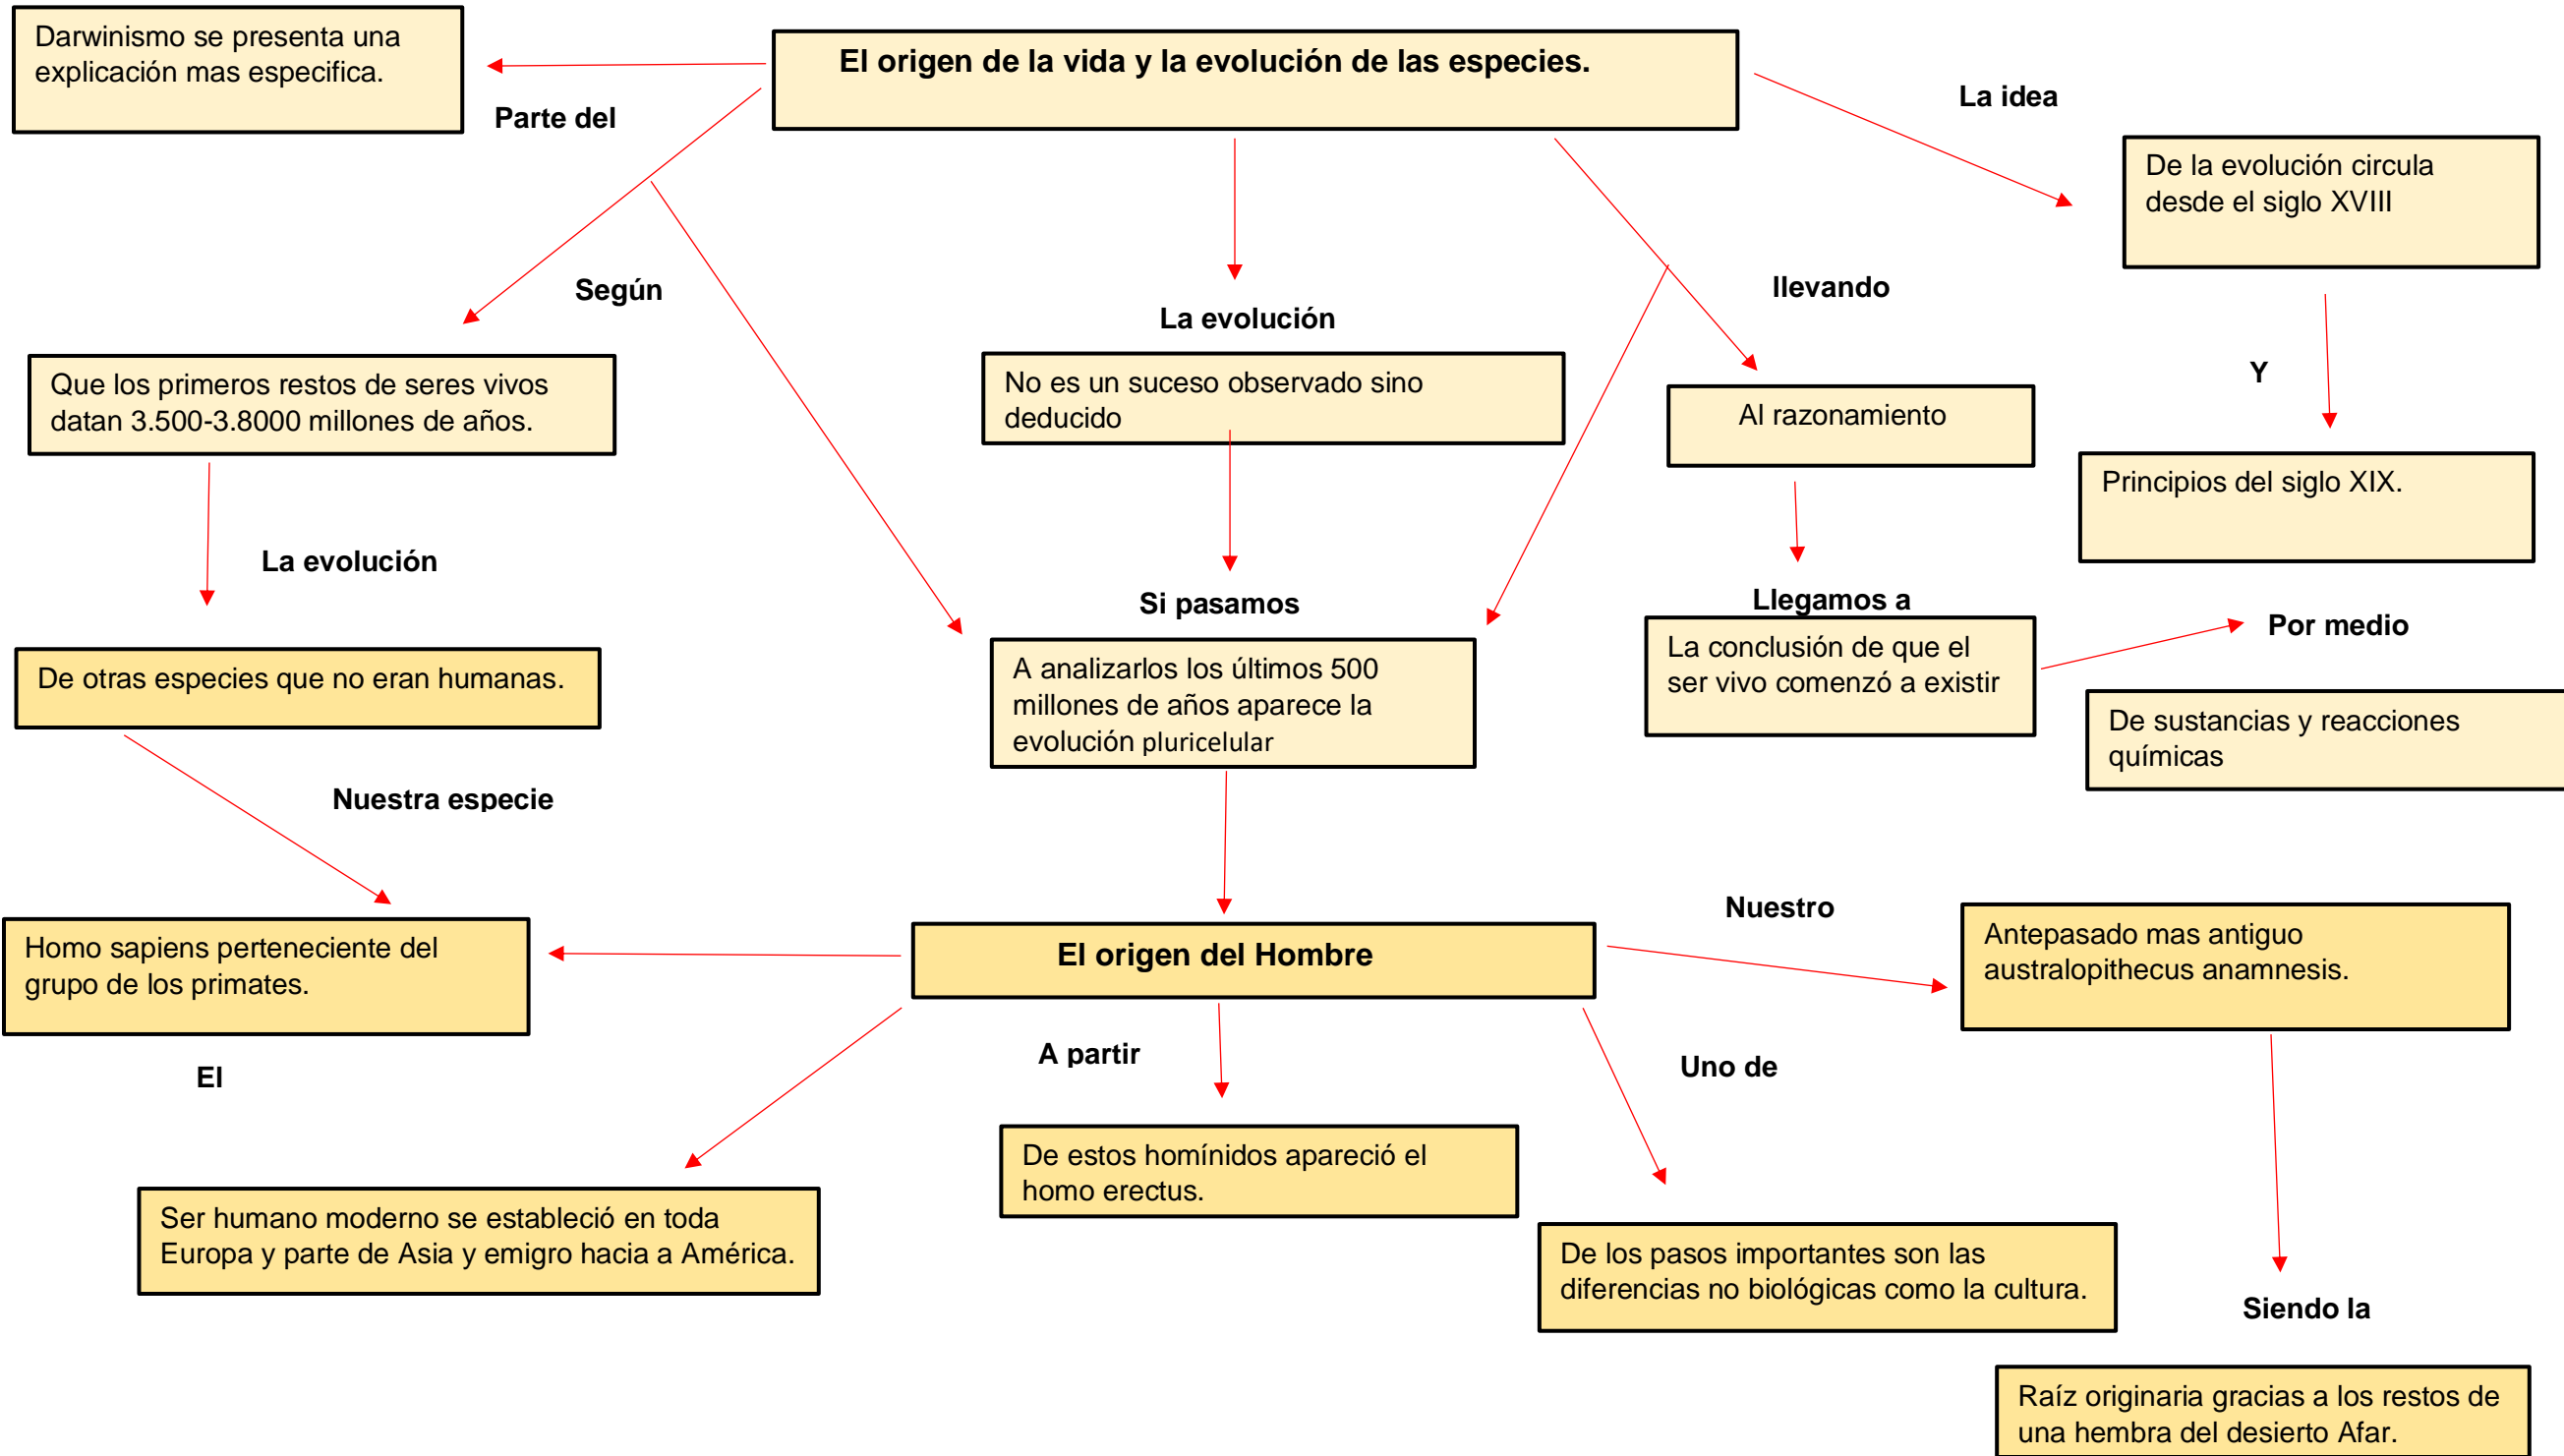 Darwinismo se presenta una
explicación mas especifica.
El origen de la vida y la evolución de las especies.
La idea
Parte del
De la evolución circula
desde el siglo XVIII
Según
llevando
La evolución
Que los primeros restos de seres vivos
datan 3.500-3.8000 millones de años.
No es un suceso observado sino
deducido
Al razonamiento
Y
Principios del siglo XIX.
La evolución
Si pasamos
Llegamos a
Por medio
De otras especies que no eran humanas.
A analizarlos los últimos 500
millones de años aparece la
evolución pluricelular
La conclusión de que el
ser vivo comenzó a existir
De sustancias y reacciones
químicas
Nuestra especie
Nuestro
Homo sapiens perteneciente del
grupo de los primates.
El origen del Hombre
Antepasado mas antiguo
australopithecus anamnesis.
El
A partir
Uno de
De estos homínidos apareció el
homo erectus.
Ser humano moderno se estableció en toda
Europa y parte de Asia y emigro hacia a América.
De los pasos importantes son las
diferencias no biológicas como la cultura.
Siendo la
Raíz originaria gracias a los restos de
una hembra del desierto Afar.